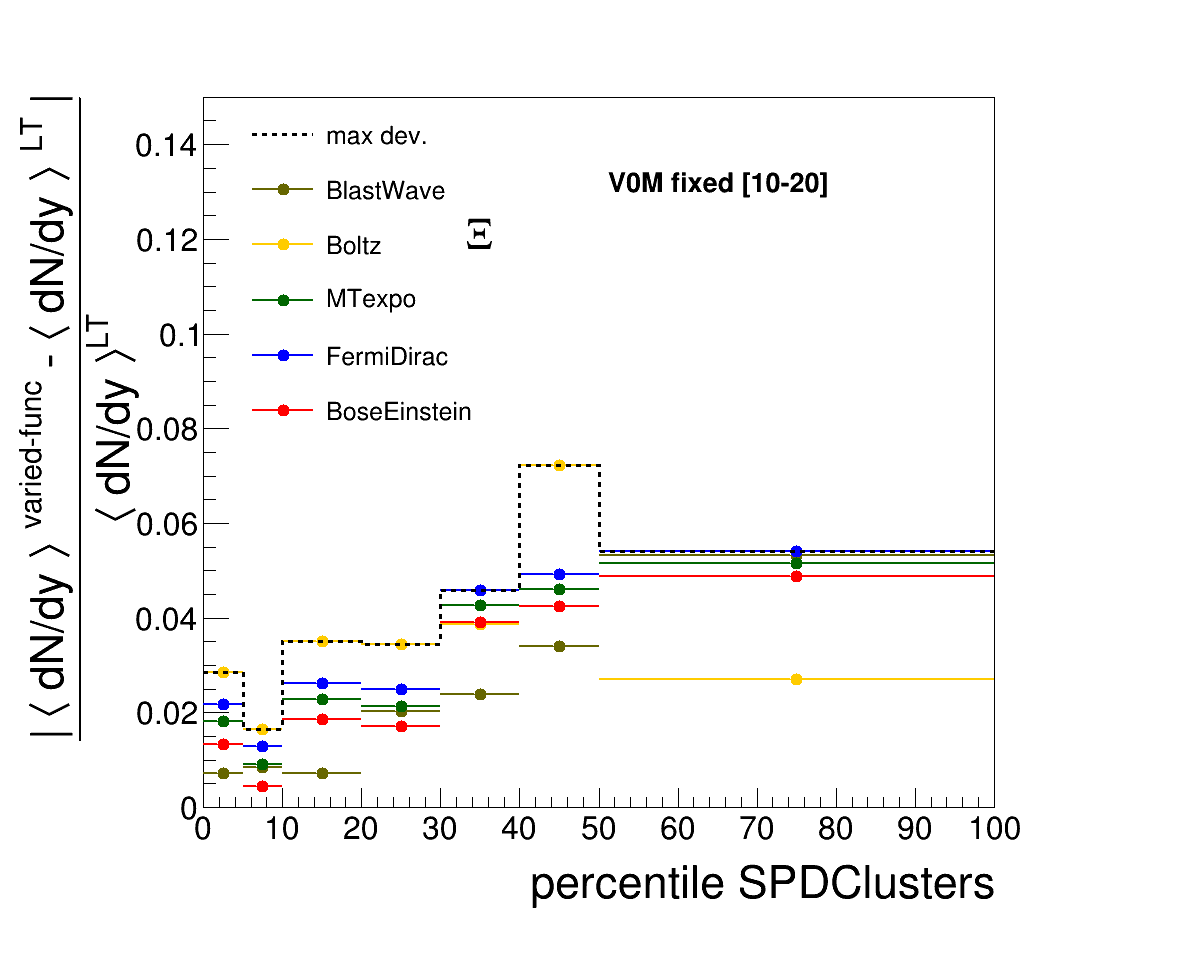 |⟨ dN/dy ⟩^varied-func - ⟨ dN/dy ⟩^LT |
⟨ dN/dy ⟩^LT
0.14
0.12
0.1
0.08
0.06
0.04
0.02
0
max dev.
BlastWave
Boltz
MTexpo
FermiDirac
BoseEinstein
Ξ
V0M fixed [10-20]
0 10 20 30 40 50 60 70 80 90 100
percentile SPDClusters